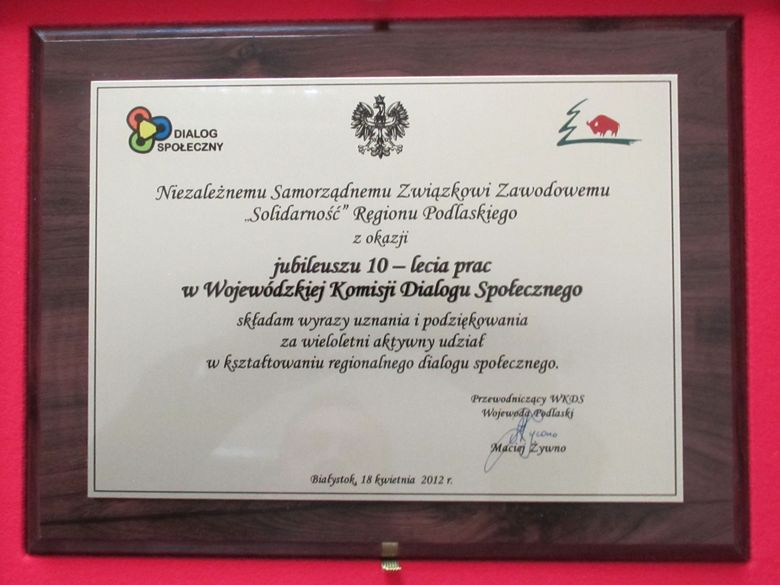 DIALOG
SPOŁECZNY
Niezależnemu Samorządnemu Związkowi Zawodowemu
„Solidarność” Regionu Podlaskiego
z okazji
jubileuszu 10 – lecia prac
w Wojewódzkiej Komisji Dialogu Społecznego
składam wyrazy uznania i podziękowania
za wieloletni aktywny udział
w kształtowaniu regionalnego dialogu społecznego.
Przewodniczący WKDS
Wojewoda Podlaski
Maciej Żywno
Białystok, 18 kwietnia 2012 r.